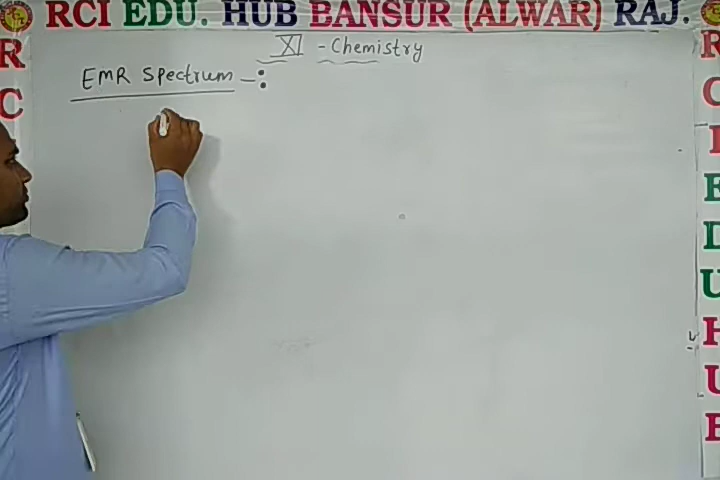 RCI EDU. HUB BANSUR (ALWAR) RAJ.
XI - Chemistry
EMR Spectrum -:
R
C
R
C
I
E
D
U
H
U
B